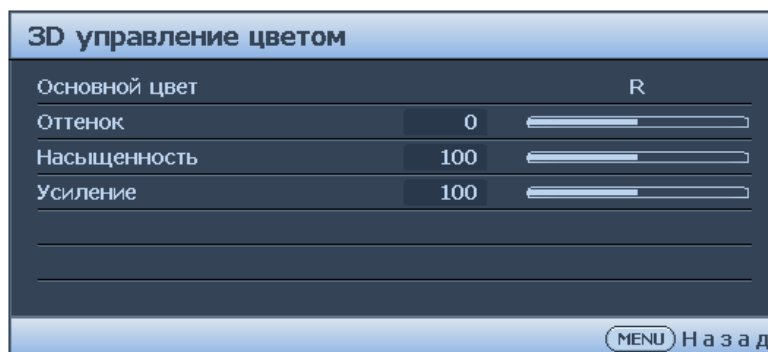 3D управление цветом
Основной цвет R
Оттенок 0
Насыщенность 100
Усиление 100
MENU Назад